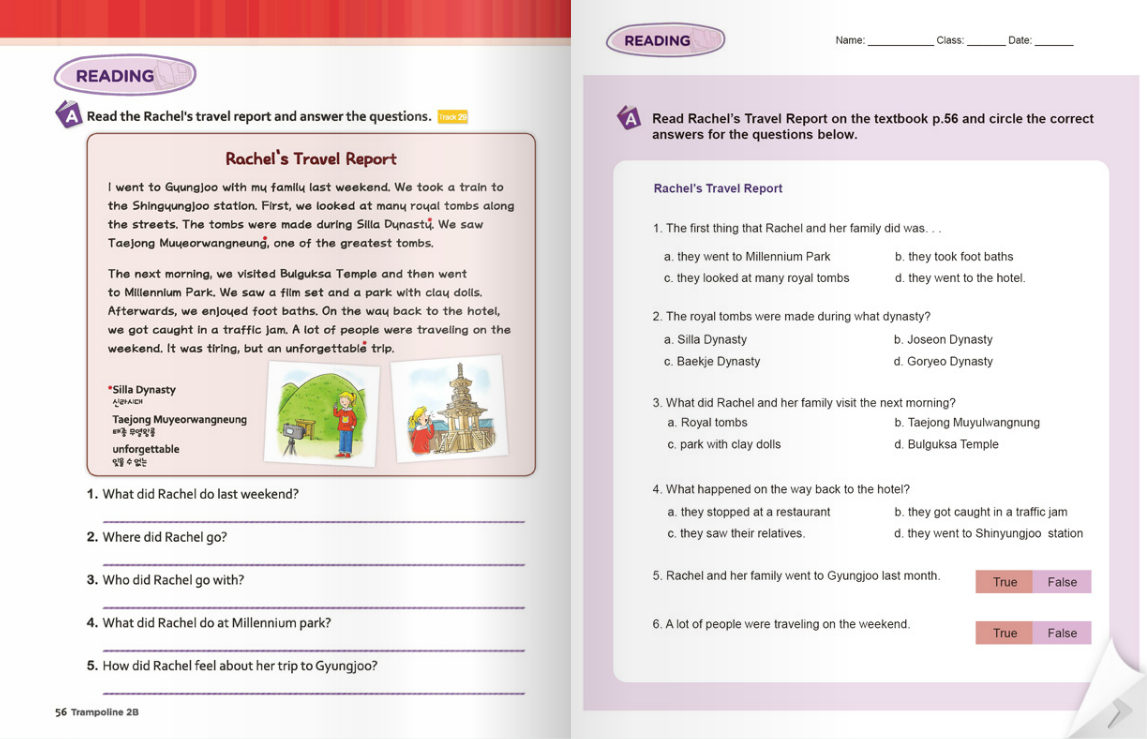 READING
A Read the Rachel's travel report and answer the questions. Track 29
Rachel's Travel Report
I went to Gyungjoo with my family last weekend. We took a train to
the Shingyungjoo station. First, we looked at many royal tombs along
the streets. The tombs were made during Silla Dynasty. We saw
Taejong Muyeorwangneung, one of the greatest tombs.
The next morning, we visited Bulguksa Temple and then went
to Millennium Park. We saw a film set and a park with clay dolls.
Afterwards, we enjoyed foot baths. On the way back to the hotel,
we got caught in a traffic jam. A lot of people were traveling on the
weekend. It was tiring, but an unforgettable trip.
*Silla Dynasty
신라시대
Taejong Muyeorwangneung
태종 무열왕릉
unforgettable
잊을 수 없는
1. What did Rachel do last weekend?
2. Where did Rachel go?
3. Who did Rachel go with?
4. What did Rachel do at Millennium park?
5. How did Rachel feel about her trip to Gyungjoo?
56 Trampoline 2B
READING
Name: ___________ Class: ______ Date: ______
A Read Rachel's Travel Report on the textbook p.56 and circle the correct
answers for the questions below.
Rachel's Travel Report
1. The first thing that Rachel and her family did was. . .
a. they went to Millennium Park b. they took foot baths
c. they looked at many royal tombs d. they went to the hotel.
2. The royal tombs were made during what dynasty?
a. Silla Dynasty b. Joseon Dynasty
c. Baekje Dynasty d. Goryeo Dynasty
3. What did Rachel and her family visit the next morning?
a. Royal tombs b. Taejong Muyulwangnung
c. park with clay dolls d. Bulguksa Temple
4. What happened on the way back to the hotel?
a. they stopped at a restaurant b. they got caught in a traffic jam
c. they saw their relatives. d. they went to Shinyungjoo station
5. Rachel and her family went to Gyungjoo last month. True False
6. A lot of people were traveling on the weekend. True False